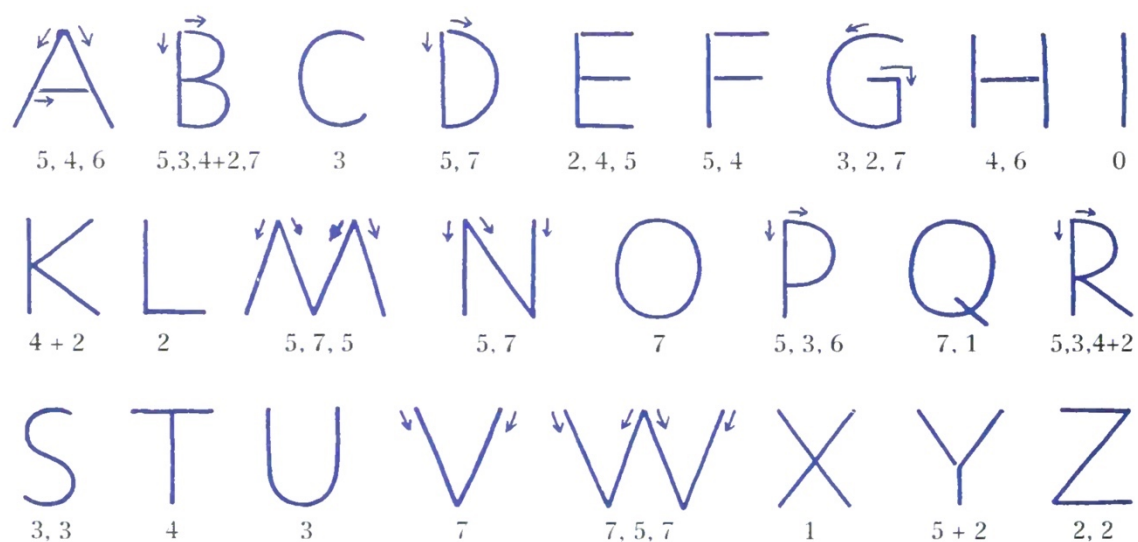 A B C D E F G H I
5, 4, 6 5,3,4+2,7 3 5, 7 2, 4, 5 5, 4 3, 2, 7 4, 6 0
K L M N O P Q R
4 + 2 2 5, 7, 5 5, 7 7 5, 3, 6 7, 1 5,3,4+2
S T U V W X Y Z
3, 3 4 3 7 7, 5, 7 1 5 + 2 2, 2